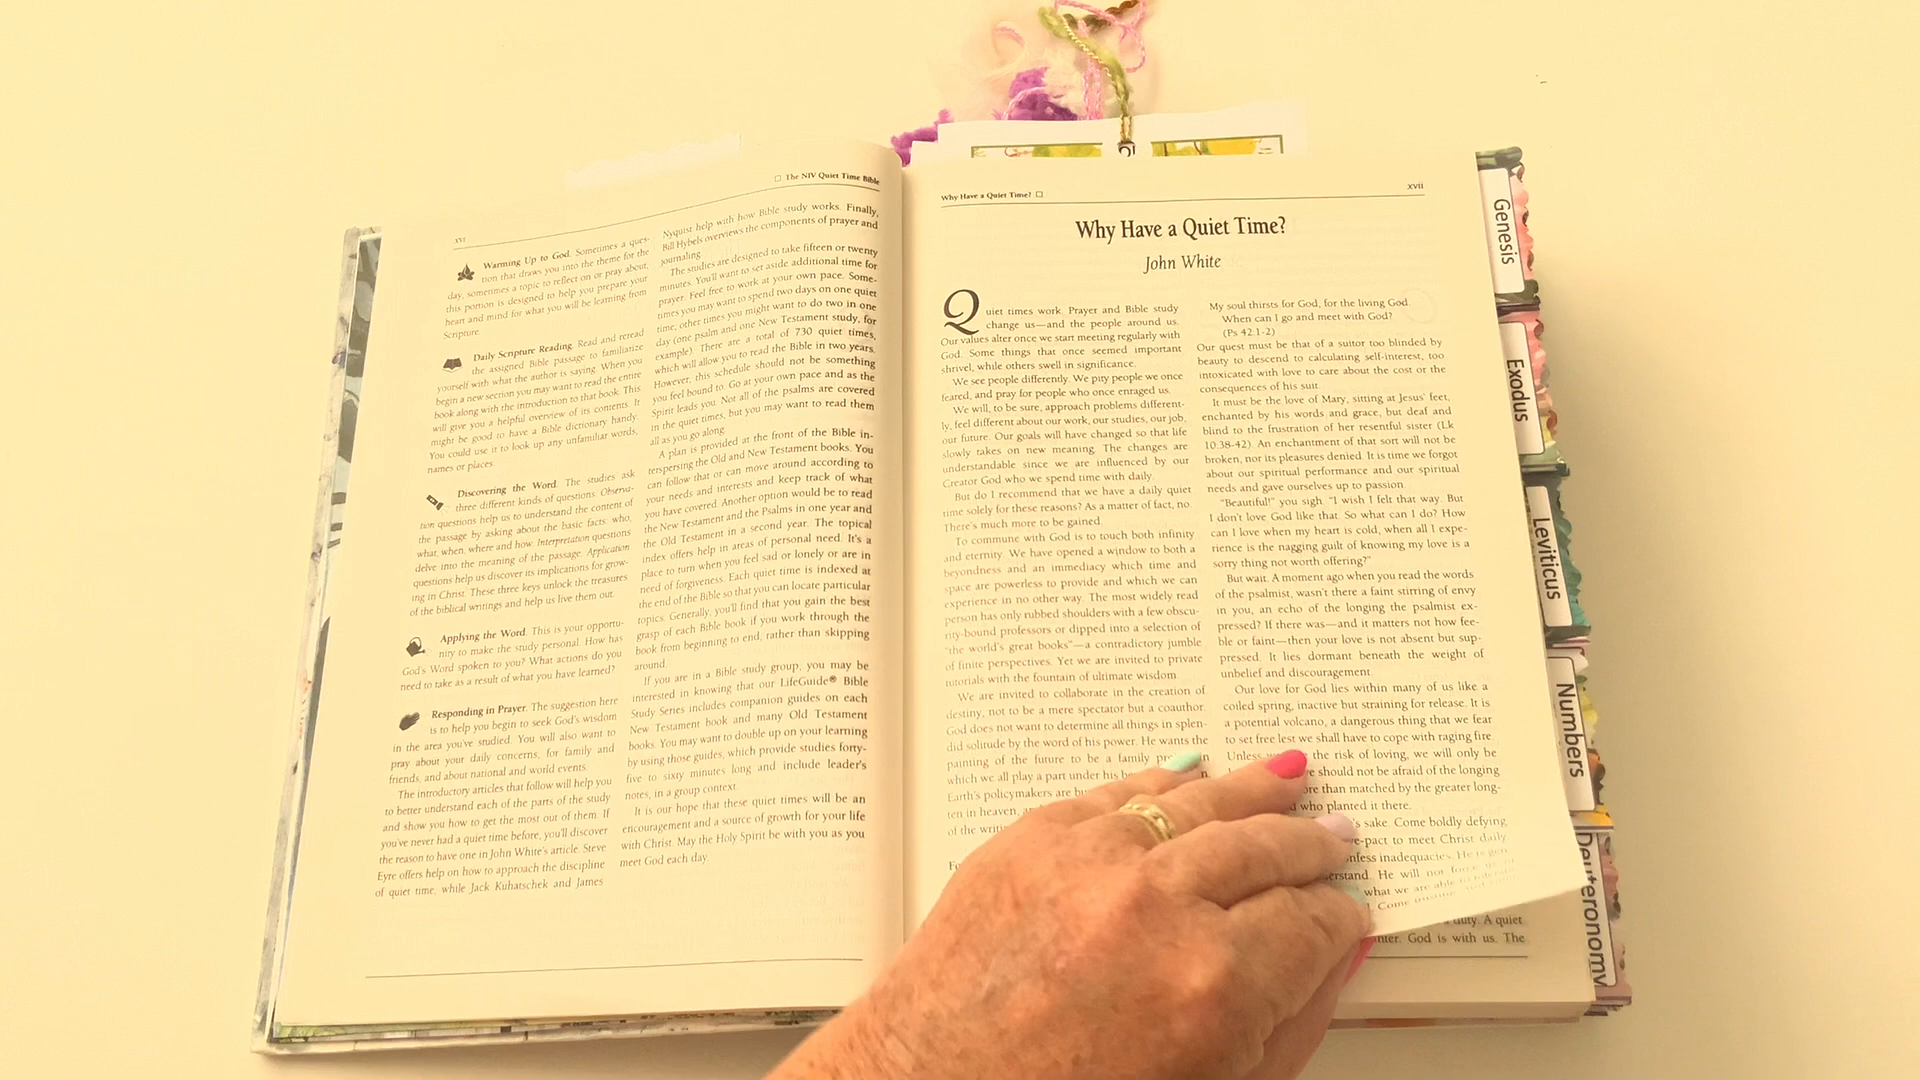 □ The NIV Quiet Time Bible
xvi
Warming Up to God. Sometimes a ques-
tion that draws you into the theme for the
day, sometimes a topic to reflect on or pray about,
this portion is designed to help you prepare your
heart and mind for what you will be learning from
Scripture.
Daily Scripture Reading. Read and reread
the assigned Bible passage to familiarize
yourself with what the author is saying. When you
begin a new section you may want to read the entire
book along with the introduction to that book. This
will give you a helpful overview of its contents. It
might be good to have a Bible dictionary handy.
You could use it to look up any unfamiliar words,
names or places.
Discovering the Word. The studies ask
three different kinds of questions. Observa-
tion questions help us to understand the content of
the passage by asking about the basic facts: who,
what, when, where and how. Interpretation questions
delve into the meaning of the passage. Application
questions help us discover its implications for grow-
ing in Christ. These three keys unlock the treasures
of the biblical writings and help us live them out.
Applying the Word. This is your opportu-
nity to make the study personal. How has
God's Word spoken to you? What actions do you
need to take as a result of what you have learned?
Responding in Prayer. The suggestion here
is to help you begin to seek God's wisdom
in the area you've studied. You will also want to
pray about your daily concerns, for family and
friends, and about national and world events.
The introductory articles that follow will help you
to better understand each of the parts of the study
and show you how to get the most out of them. If
you've never had a quiet time before, you'll discover
the reason to have one in John White's article. Steve
Eyre offers help on how to approach the discipline
of quiet time, while Jack Kuhatschek and James
Nyquist help with how Bible study works. Finally,
Bill Hybels overviews the components of prayer and
journaling.
The studies are designed to take fifteen or twenty
minutes. You'll want to set aside additional time for
prayer. Feel free to work at your own pace. Some-
times you may want to spend two days on one quiet
time, other times you might want to do two in one
day (one psalm and one New Testament study, for
example). There are a total of 730 quiet times,
which will allow you to read the Bible in two years.
However, this schedule should not be something
you feel bound to. Go at your own pace and as the
Spirit leads you. Not all of the psalms are covered
in the quiet times, but you may want to read them
all as you go along.
A plan is provided at the front of the Bible in-
terspersing the Old and New Testament books. You
can follow that or can move around according to
your needs and interests and keep track of what
you have covered. Another option would be to read
the New Testament and the Psalms in one year and
the Old Testament in a second year. The topical
index offers help in areas of personal need. It's a
place to turn when you feel sad or lonely or are in
need of forgiveness. Each quiet time is indexed at
the end of the Bible so that you can locate particular
topics. Generally, you'll find that you gain the best
grasp of each Bible book if you work through the
book from beginning to end, rather than skipping
around.
If you are in a Bible study group, you may be
interested in knowing that our LifeGuide® Bible
Study Series includes companion guides on each
New Testament book and many Old Testament
books. You may want to double up on your learning
by using those guides, which provide studies forty-
five to sixty minutes long and include leader's
notes, in a group context.
It is our hope that these quiet times will be an
encouragement and a source of growth for your life
with Christ. May the Holy Spirit be with you as you
meet God each day.
Why Have a Quiet Time? □
xvii
Why Have a Quiet Time?
John White
Quiet times work. Prayer and Bible study
change us—and the people around us.
Our values alter once we start meeting regularly with
God. Some things that once seemed important
shrivel, while others swell in significance.
We see people differently. We pity people we once
feared, and pray for people who once enraged us.
We will, to be sure, approach problems different-
ly, feel different about our work, our studies, our job,
our future. Our goals will have changed so that life
slowly takes on new meaning. The changes are
understandable since we are influenced by our
Creator God who we spend time with daily.
But do I recommend that we have a daily quiet
time solely for these reasons? As a matter of fact, no.
There's much more to be gained.
To commune with God is to touch both infinity
and eternity. We have opened a window to both a
beyondness and an immediacy which time and
space are powerless to provide and which we can
experience in no other way. The most widely read
person has only rubbed shoulders with a few obscu-
rity-bound professors or dipped into a selection of
"the world's great books"—a contradictory jumble
of finite perspectives. Yet we are invited to private
tutorials with the fountain of ultimate wisdom.
We are invited to collaborate in the creation of
destiny, not to be a mere spectator but a coauthor.
God does not want to determine all things in splen-
did solitude by the word of his power. He wants the
painting of the future to be a family
which we all play a part under his
Earth's policymakers are
ten in heaven,
of the
My soul thirsts for God, for the living God.
When can I go and meet with God?
(Ps 42:1-2)
Our quest must be that of a suitor too blinded by
beauty to descend to calculating self-interest, too
intoxicated with love to care about the cost or the
consequences of his suit.
It must be the love of Mary, sitting at Jesus' feet,
enchanted by his words and grace, but deaf and
blind to the frustration of her resentful sister (Lk
10:38-42). An enchantment of that sort will not be
broken, nor its pleasures denied. It is time we forgot
about our spiritual performance and our spiritual
needs and gave ourselves up to passion.
"Beautiful!" you sigh. "I wish I felt that way. But
I don't love God like that. So what can I do? How
can I love when my heart is cold, when all I expe-
rience is the nagging guilt of knowing my love is a
sorry thing not worth offering?"
But wait. A moment ago when you read the words
of the psalmist, wasn't there a faint stirring of envy
in you, an echo of the longing the psalmist ex-
pressed? If there was—and it matters not how fee-
ble or faint—then your love is not absent but sup-
pressed. It lies dormant beneath the weight of
unbelief and discouragement.
Our love for God lies within many of us like a
coiled spring, inactive but straining for release. It is
a potential volcano, a dangerous thing that we fear
to set free lest we shall have to cope with raging fire.
Unless the risk of loving, we will only be
should not be afraid of the longing
than matched by the greater long-
who planted it there.
sake. Come boldly defying,
-pact to meet Christ daily.
inadequacies. He is
He will not force
what we are able to
Come
duty. A quiet
God is with us. The
Genesis
Exodus
Leviticus
Numbers
Deuteronomy